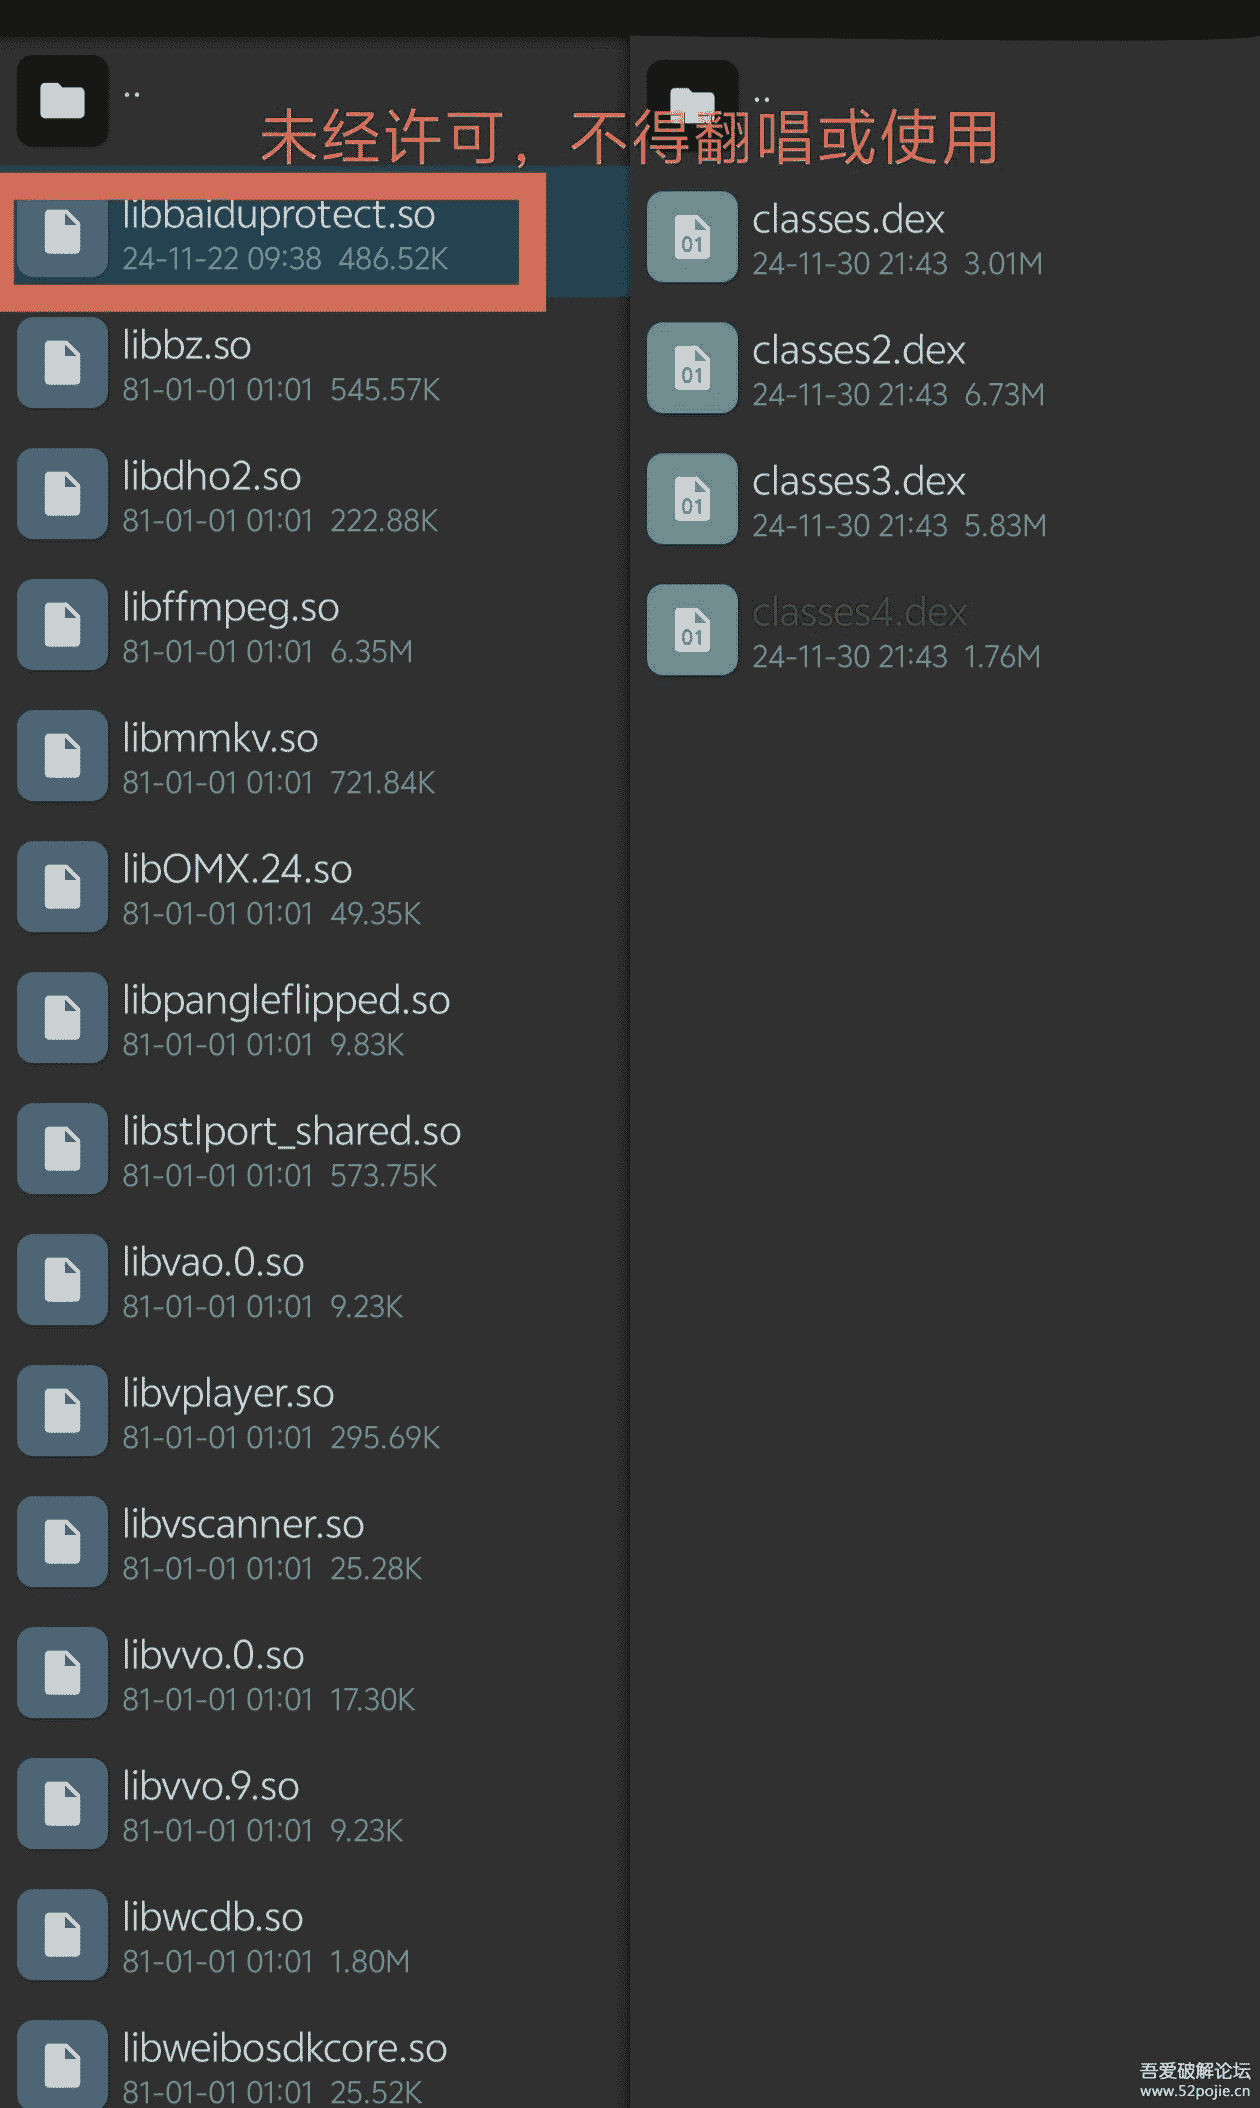 ..
..
未经许可，不得翻唱或使用
libbaiduprotect.so
24-11-22 09:38 486.52K
libbz.so
81-01-01 01:01 545.57K
libdho2.so
81-01-01 01:01 222.88K
libffmpeg.so
81-01-01 01:01 6.35M
libmmkv.so
81-01-01 01:01 721.84K
libOMX.24.so
81-01-01 01:01 49.35K
libpangleflipped.so
81-01-01 01:01 9.83K
libstlport_shared.so
81-01-01 01:01 573.75K
libvao.0.so
81-01-01 01:01 9.23K
libvplayer.so
81-01-01 01:01 295.69K
libvscanner.so
81-01-01 01:01 25.28K
libvvo.0.so
81-01-01 01:01 17.30K
libvvo.9.so
81-01-01 01:01 9.23K
libwcdb.so
81-01-01 01:01 1.80M
libweibosdkcore.so
81-01-01 01:01 25.52K
01
classes.dex
24-11-30 21:43 3.01M
01
classes2.dex
24-11-30 21:43 6.73M
01
classes3.dex
24-11-30 21:43 5.83M
01
classes4.dex
24-11-30 21:43 1.76M
吾爱破解论坛
www.52pojie.cn